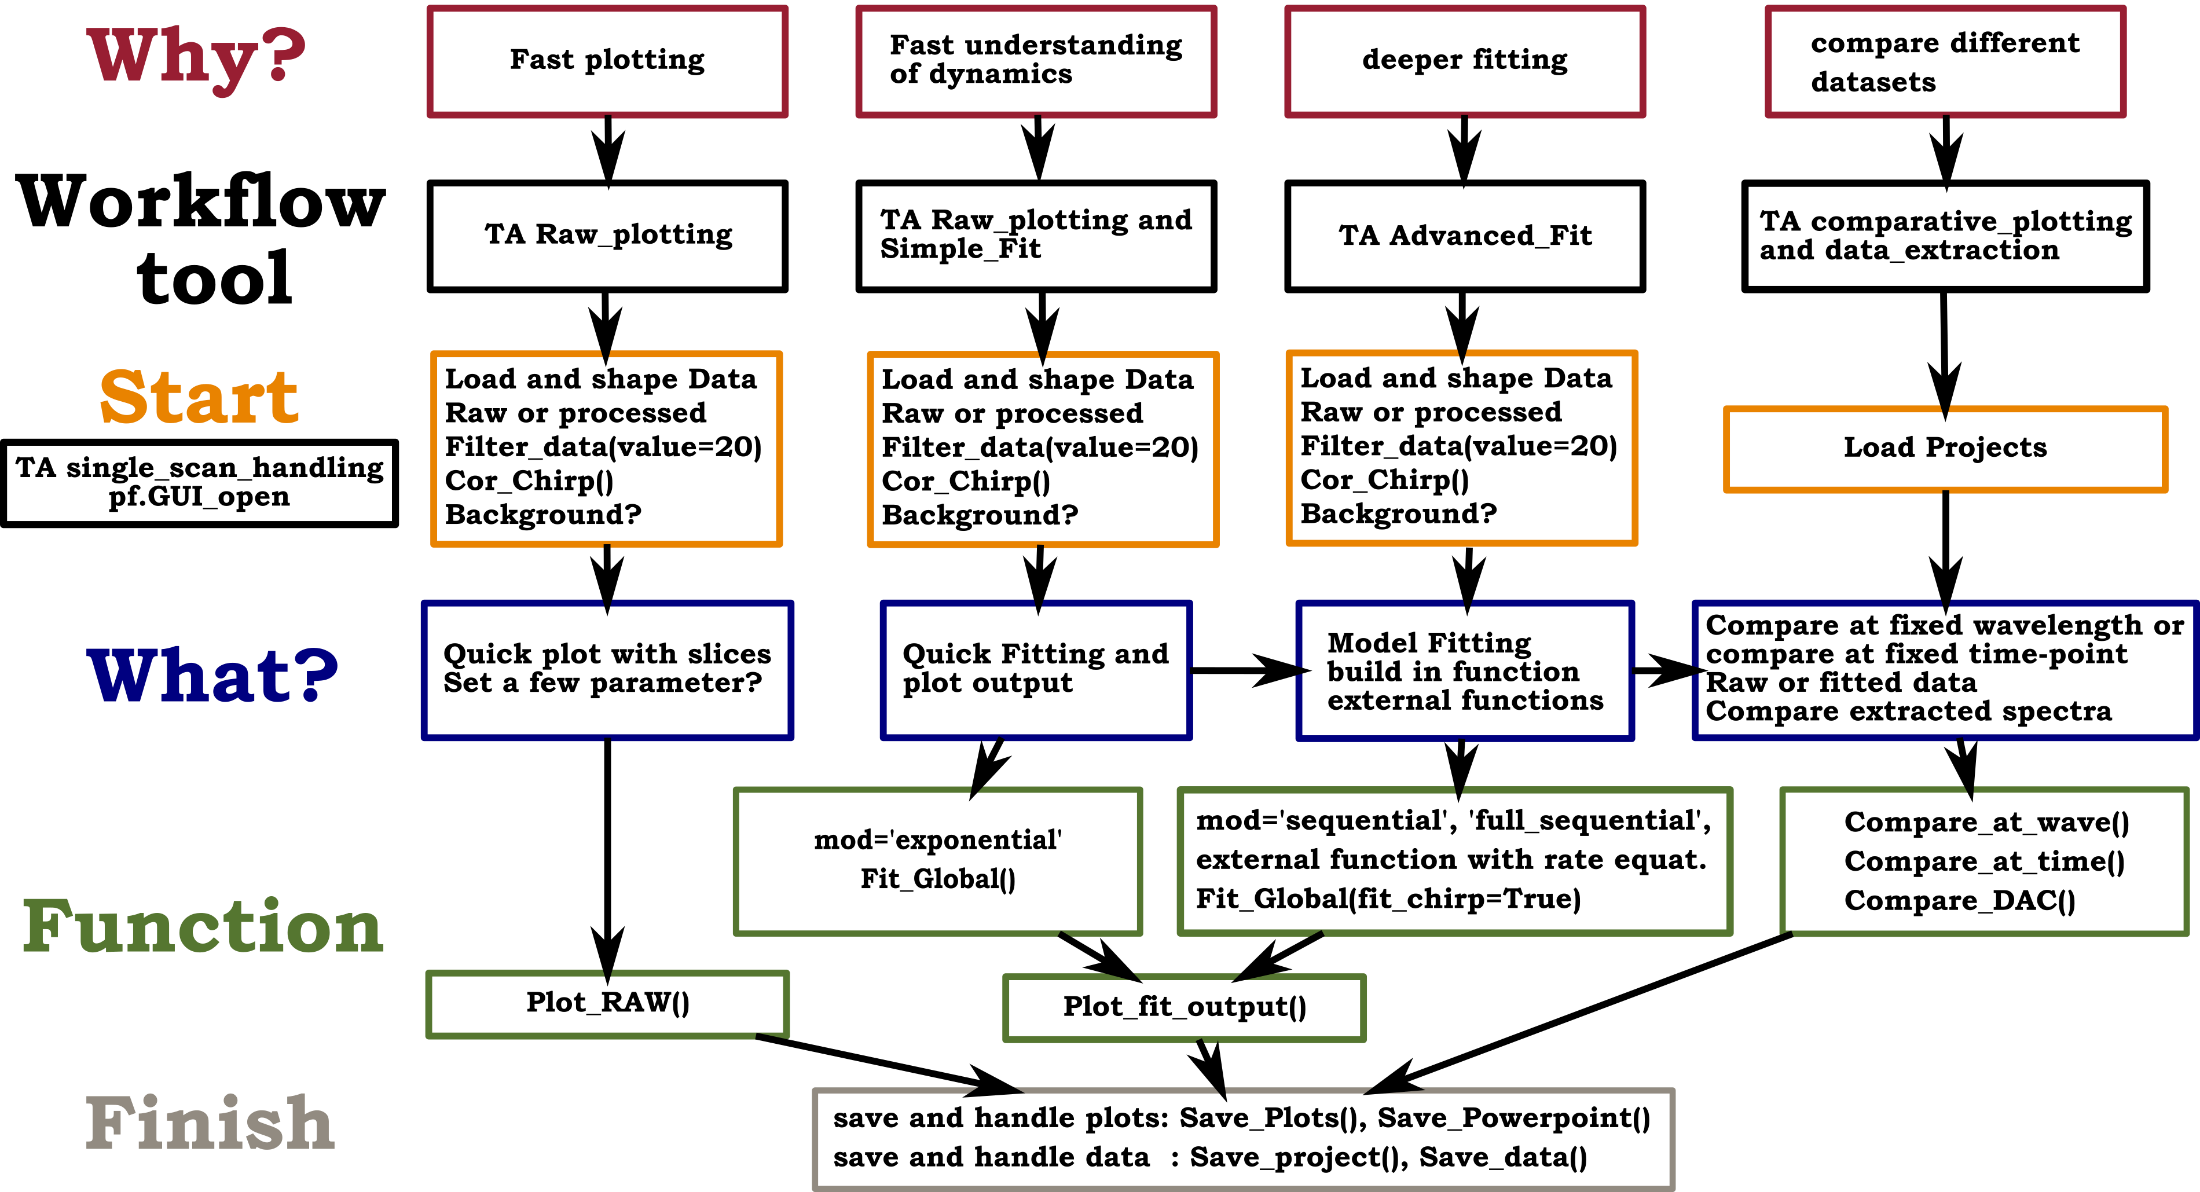 Why?
Fast plotting
Fast understanding
of dynamics
deeper fitting
compare different
datasets
Workflow
tool
TA Raw_plotting
TA Raw_plotting and
Simple_Fit
TA Advanced_Fit
TA comparative_plotting
and data_extraction
Start
TA single_scan_handling
pf.GUI_open
Load and shape Data
Raw or processed
Filter_data(value=20)
Cor_Chirp()
Background?
Load and shape Data
Raw or processed
Filter_data(value=20)
Cor_Chirp()
Background?
Load and shape Data
Raw or processed
Filter_data(value=20)
Cor_Chirp()
Background?
Load Projects
What?
Quick plot with slices
Set a few parameter?
Quick Fitting and
plot output
Model Fitting
build in function
external functions
Compare at fixed wavelength or
compare at fixed time-point
Raw or fitted data
Compare extracted spectra
Function
mod='exponential'
Fit_Global()
mod='sequential', 'full_sequential',
external function with rate equat.
Fit_Global(fit_chirp=True)
Compare_at_wave()
Compare_at_time()
Compare_DAC()
Plot_RAW()
Plot_fit_output()
Finish
save and handle plots: Save_Plots(), Save_Powerpoint()
save and handle data  : Save_project(), Save_data()